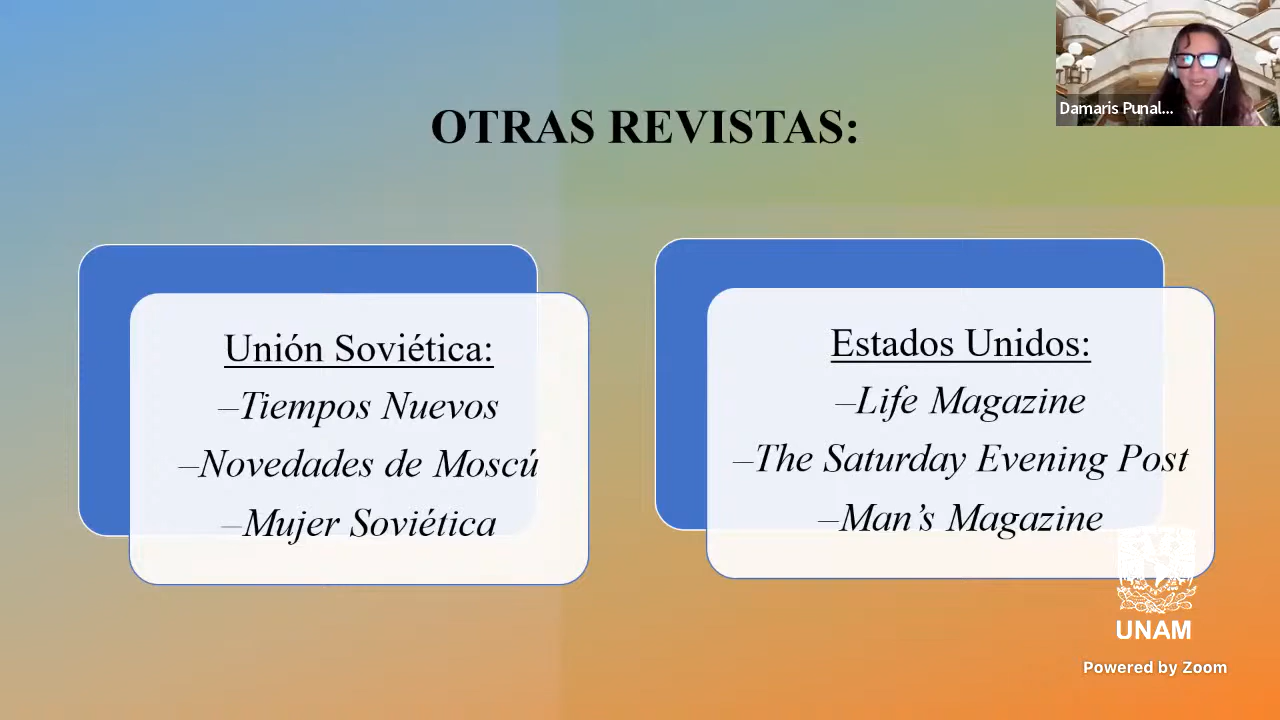 Damaris Punal...
OTRAS REVISTAS:
Unión Soviética:
–Tiempos Nuevos
–Novedades de Moscú
–Mujer Soviética
Estados Unidos:
–Life Magazine
–The Saturday Evening Post
–Man’s Magazine
UNAM
Powered by Zoom